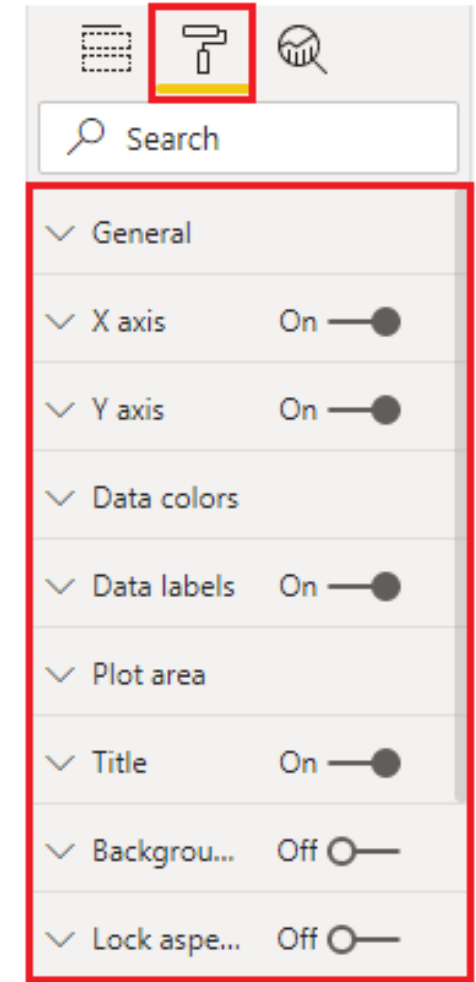 Search
General
X axis On
Y axis On
Data colors
Data labels On
Plot area
Title On
Backgrou... Off
Lock aspe... Off